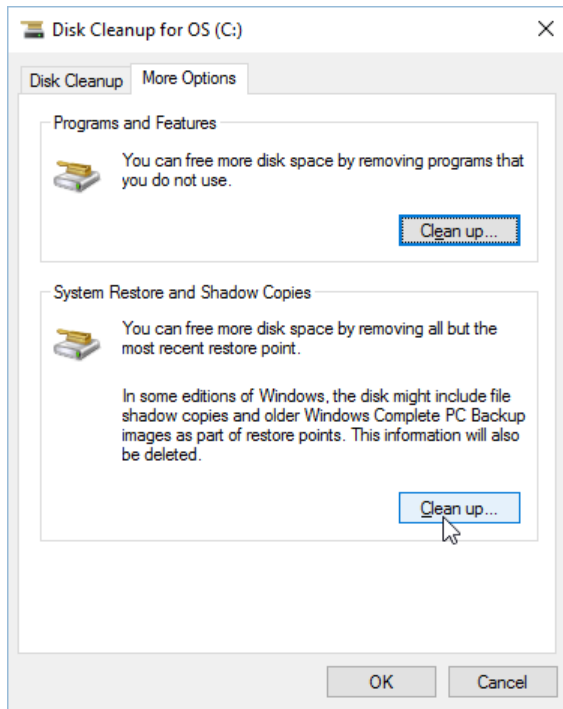 Disk Cleanup for OS (C:)
Disk Cleanup
More Options
Programs and Features
You can free more disk space by removing programs that
you do not use.
Clean up...
System Restore and Shadow Copies
You can free more disk space by removing all but the
most recent restore point.
In some editions of Windows, the disk might include file
shadow copies and older Windows Complete PC Backup
images as part of restore points. This information will also
be deleted.
Clean up...
OK
Cancel